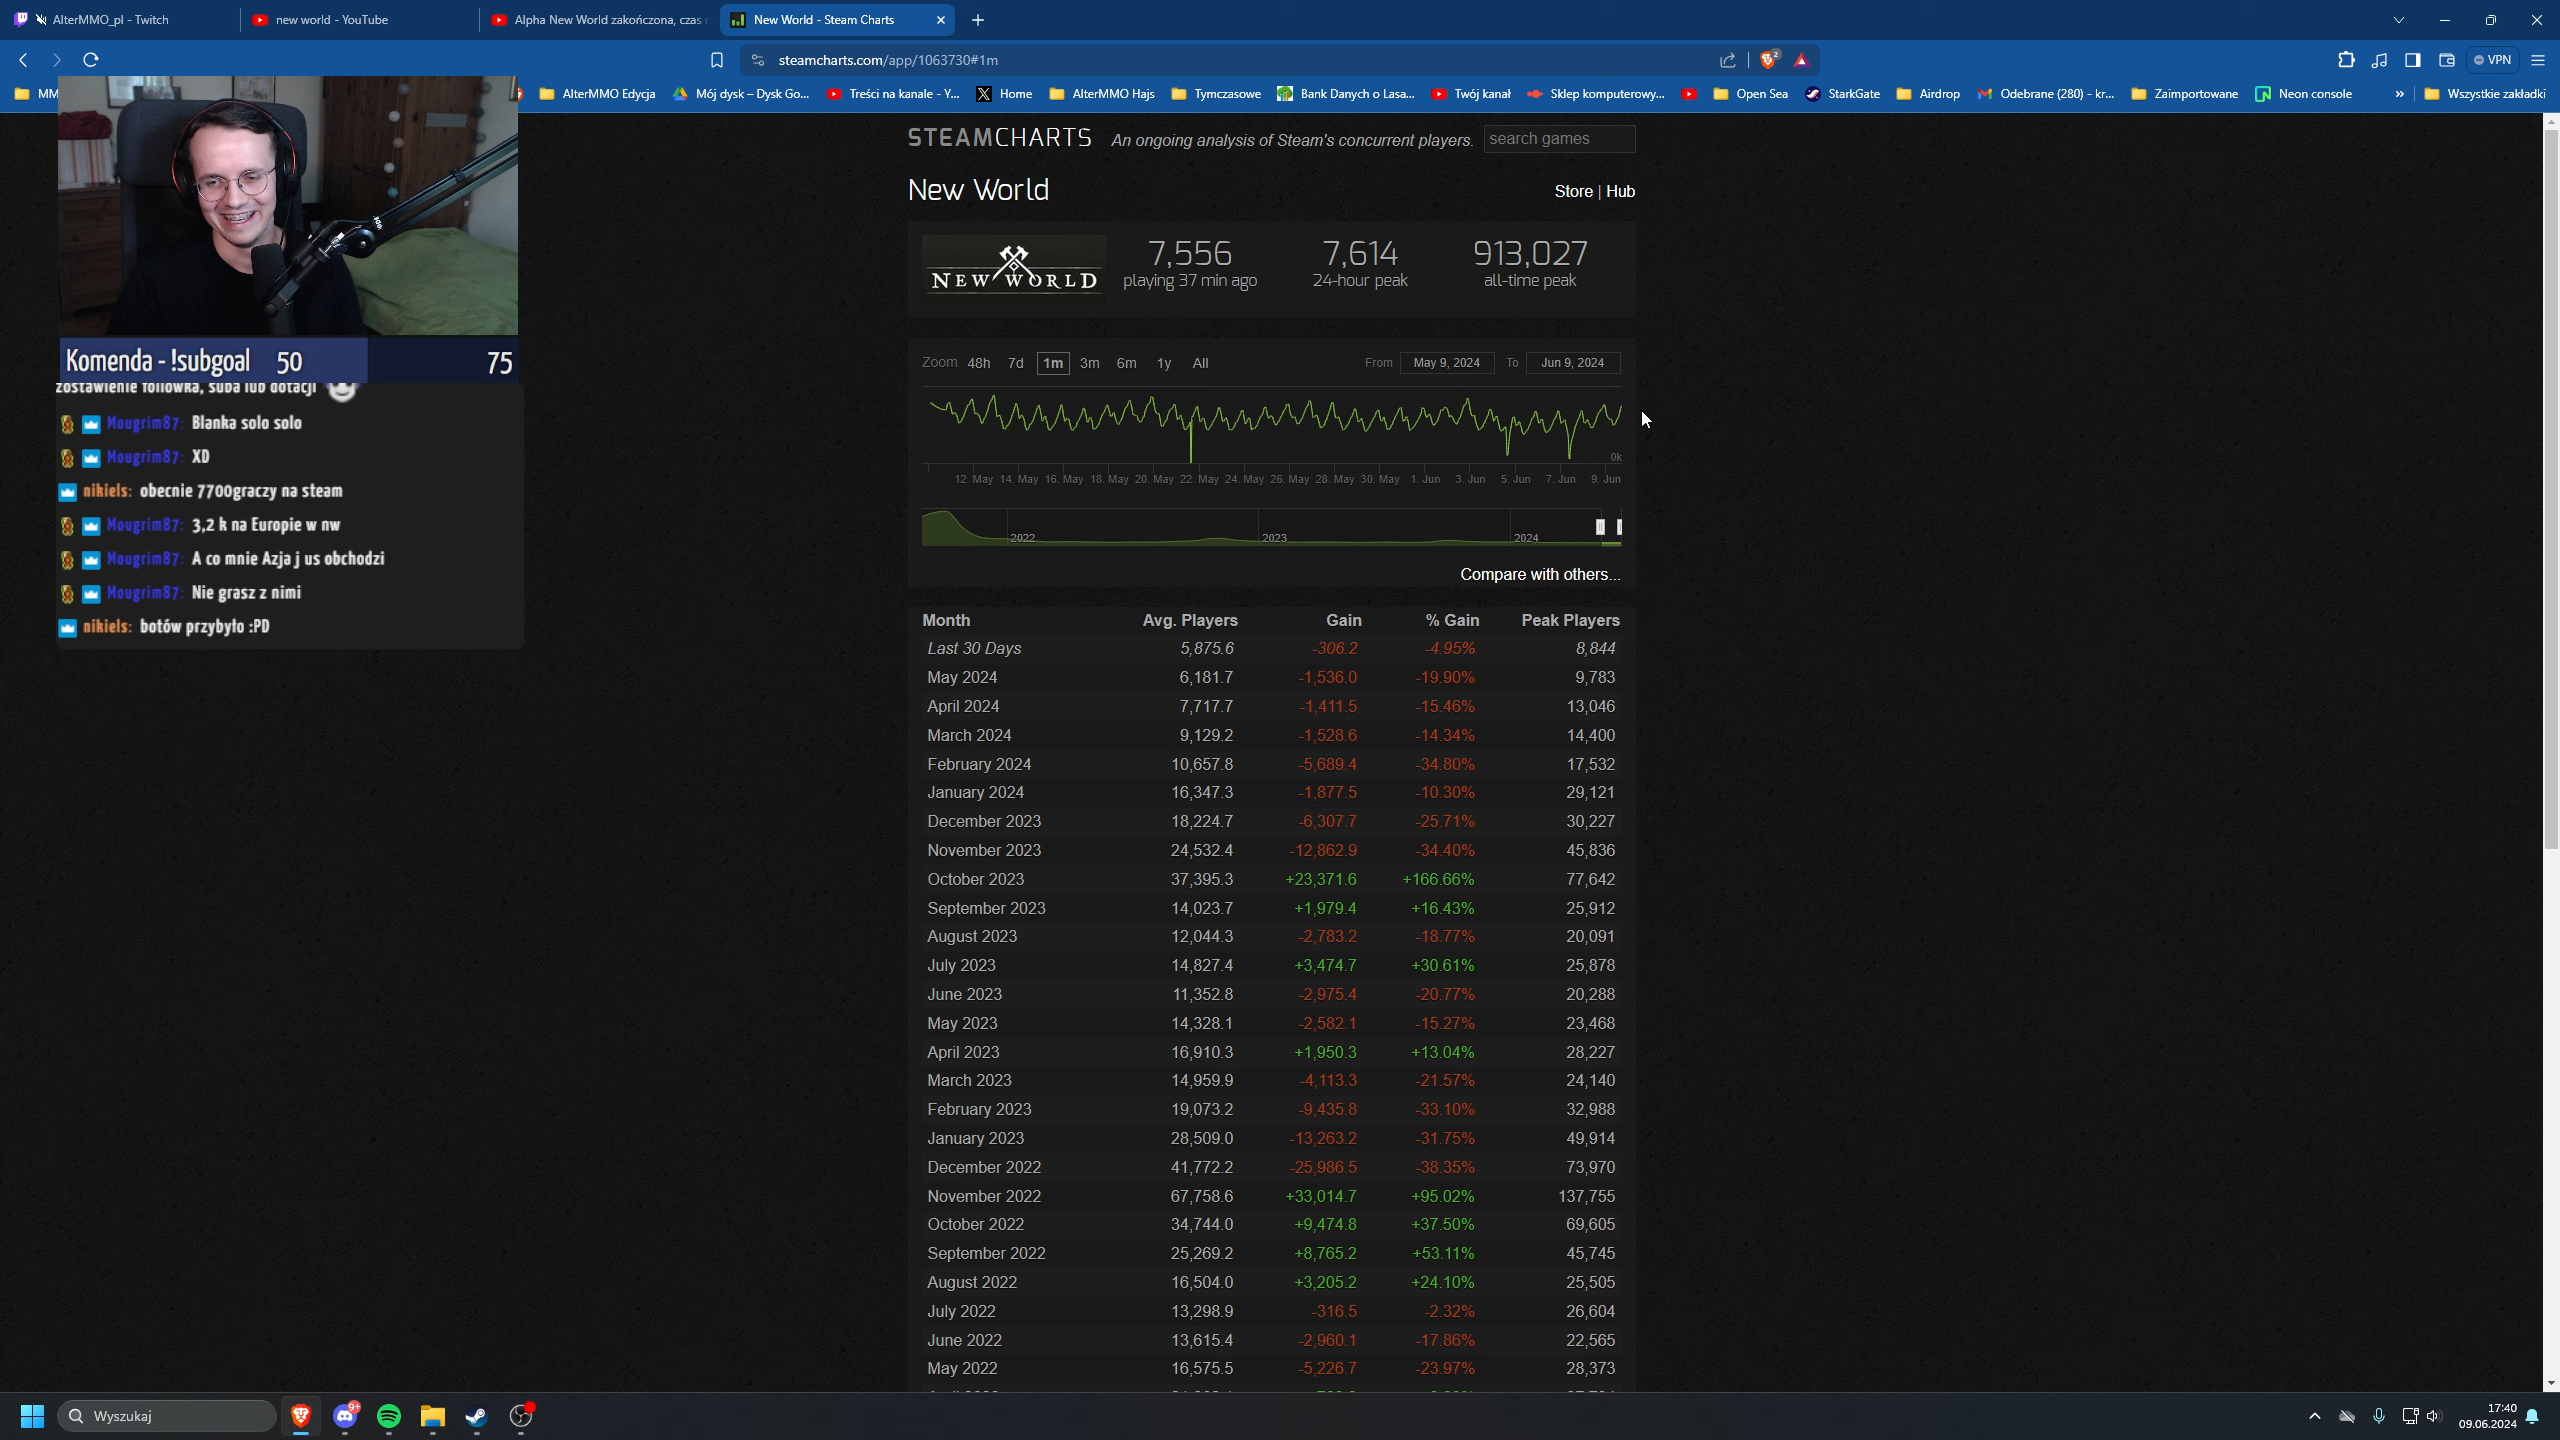 AlterMMO_pl - Twitch
new world - YouTube
Alpha New World zakończona, czas
New World - Steam Charts
steamcharts.com/app/1063730#1m
2
VPN
MM
AlterMMO Edycja
Mój dysk – Dysk Go...
Treści na kanale - Y...
Home
AlterMMO Hajs
Tymczasowe
Bank Danych o Lasa...
Twój kanał
Sklep komputerowy...
Open Sea
StarkGate
Airdrop
Odebrane (280) - kr...
Zaimportowane
Neon console
»
Wszystkie zakładki
STEAMCHARTS An ongoing analysis of Steam's concurrent players. search games
New World Store | Hub
NEW WORLD
7,556 7,614 913,027
playing 37 min ago 24-hour peak all-time peak
Komenda - !subgoal 50 75
zostawienie followka, suba lub dotacji
Mougrim87: Blanka solo solo
Mougrim87: XD
nikiels: obecnie 7700graczy na steam
Mougrim87: 3,2 k na Europie w nw
Mougrim87: A co mnie Azja j us obchodzi
Mougrim87: Nie grasz z nimi
nikiels: botów przybyło :PD
Zoom 48h 7d 1m 3m 6m 1y All From May 9, 2024 To Jun 9, 2024
0k
12. May 14. May 16. May 18. May 20. May 22. May 24. May 26. May 28. May 30. May 1. Jun 3. Jun 5. Jun 7. Jun 9. Jun
2022 2023 2024
Compare with others...
Month Avg. Players Gain % Gain Peak Players
Last 30 Days 5,875.6 -306.2 -4.95% 8,844
May 2024 6,181.7 -1,536.0 -19.90% 9,783
April 2024 7,717.7 -1,411.5 -15.46% 13,046
March 2024 9,129.2 -1,528.6 -14.34% 14,400
February 2024 10,657.8 -5,689.4 -34.80% 17,532
January 2024 16,347.3 -1,877.5 -10.30% 29,121
December 2023 18,224.7 -6,307.7 -25.71% 30,227
November 2023 24,532.4 -12,862.9 -34.40% 45,836
October 2023 37,395.3 +23,371.6 +166.66% 77,642
September 2023 14,023.7 +1,979.4 +16.43% 25,912
August 2023 12,044.3 -2,783.2 -18.77% 20,091
July 2023 14,827.4 +3,474.7 +30.61% 25,878
June 2023 11,352.8 -2,975.4 -20.77% 20,288
May 2023 14,328.1 -2,582.1 -15.27% 23,468
April 2023 16,910.3 +1,950.3 +13.04% 28,227
March 2023 14,959.9 -4,113.3 -21.57% 24,140
February 2023 19,073.2 -9,435.8 -33.10% 32,988
January 2023 28,509.0 -13,263.2 -31.75% 49,914
December 2022 41,772.2 -25,986.5 -38.35% 73,970
November 2022 67,758.6 +33,014.7 +95.02% 137,755
October 2022 34,744.0 +9,474.8 +37.50% 69,605
September 2022 25,269.2 +8,765.2 +53.11% 45,745
August 2022 16,504.0 +3,205.2 +24.10% 25,505
July 2022 13,298.9 -316.5 -2.32% 26,604
June 2022 13,615.4 -2,960.1 -17.86% 22,565
May 2022 16,575.5 -5,226.7 -23.97% 28,373
Wyszukaj
9+
17:40
09.06.2024